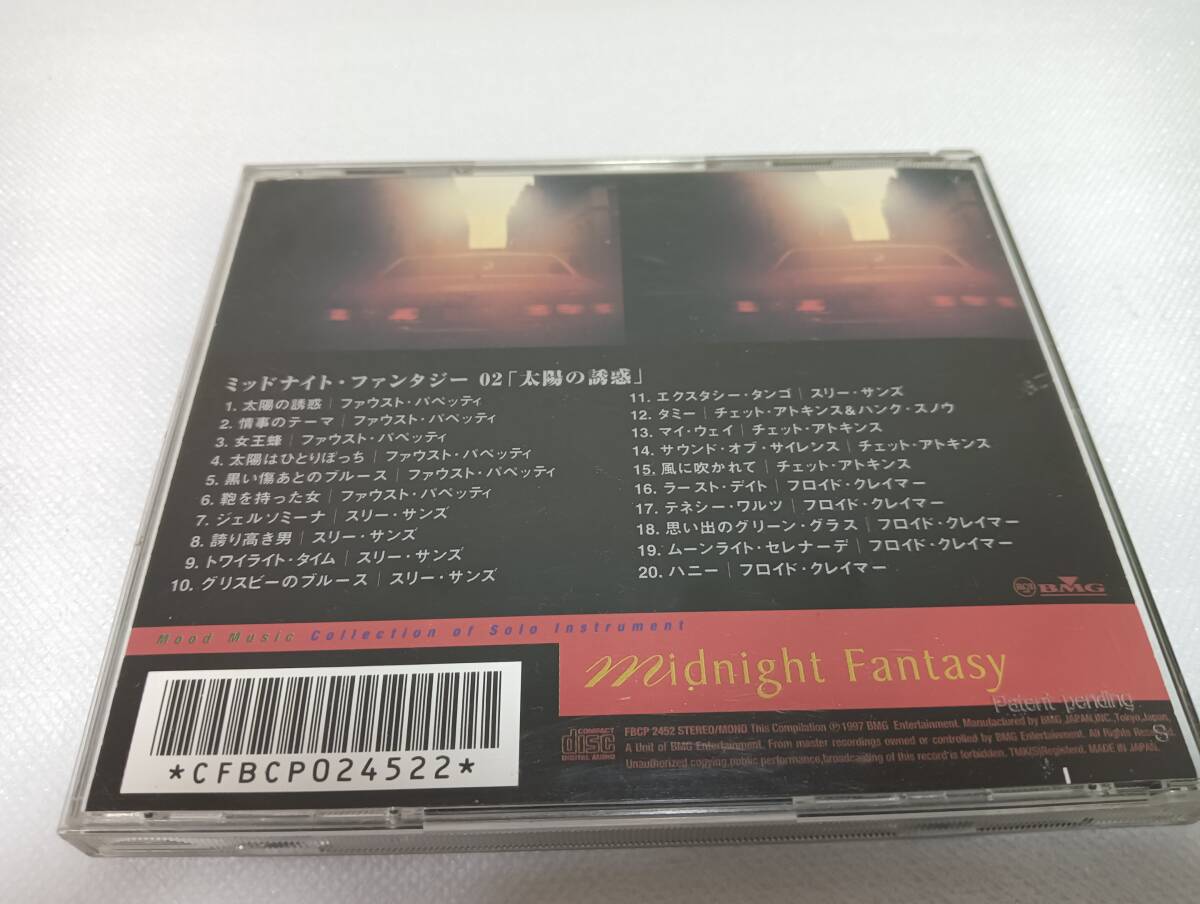 ミッドナイト・ファンタジー 02「太陽の誘惑」
1. 太陽の誘惑｜ファウスト・パペッティ
2. 情事のテーマ｜ファウスト・パペッティ
3. 女王蜂｜ファウスト・パペッティ
4. 太陽はひとりぼっち｜ファウスト・パペッティ
5. 黒い傷あとのブルース｜ファウスト・パペッティ
6. 鞄を持った女｜ファウスト・パペッティ
7. ジェルソミーナ｜スリー・サンズ
8. 誇り高き男｜スリー・サンズ
9. トワイライト・タイム｜スリー・サンズ
10. グリスビーのブルース｜スリー・サンズ
11. エクスタシー・タンゴ｜スリー・サンズ
12. タミー｜チェット・アトキンス&ハンク・スノウ
13. マイ・ウェイ｜チェット・アトキンス
14. サウンド・オブ・サイレンス｜チェット・アトキンス
15. 風に吹かれて｜チェット・アトキンス
16. ラースト・デイト｜フロイド・クレイマー
17. テネシー・ワルツ｜フロイド・クレイマー
18. 思い出のグリーン・グラス｜フロイド・クレイマー
19. ムーンライト・セレナーデ｜フロイド・クレイマー
20. ハニー｜フロイド・クレイマー
RCA BMG
Mood Music Collection of Solo Instrument
Midnight Fantasy
Patent pending
S
*CFBCP024522*
COMPACT disc DIGITAL AUDIO
FBCP 2452 STEREO/MONO This Compilation ℗1997 BMG Entertainment. Manufactured by BMG JAPAN,INC.,Tokyo,Japan,
A Unit of BMG Entertainment. From master recordings owned or controlled by BMG Entertainment. All Rights
Unauthorized copying,public performance,broadcasting of this record is forbidden. TMK(S)Registered. MADE IN JAPAN.